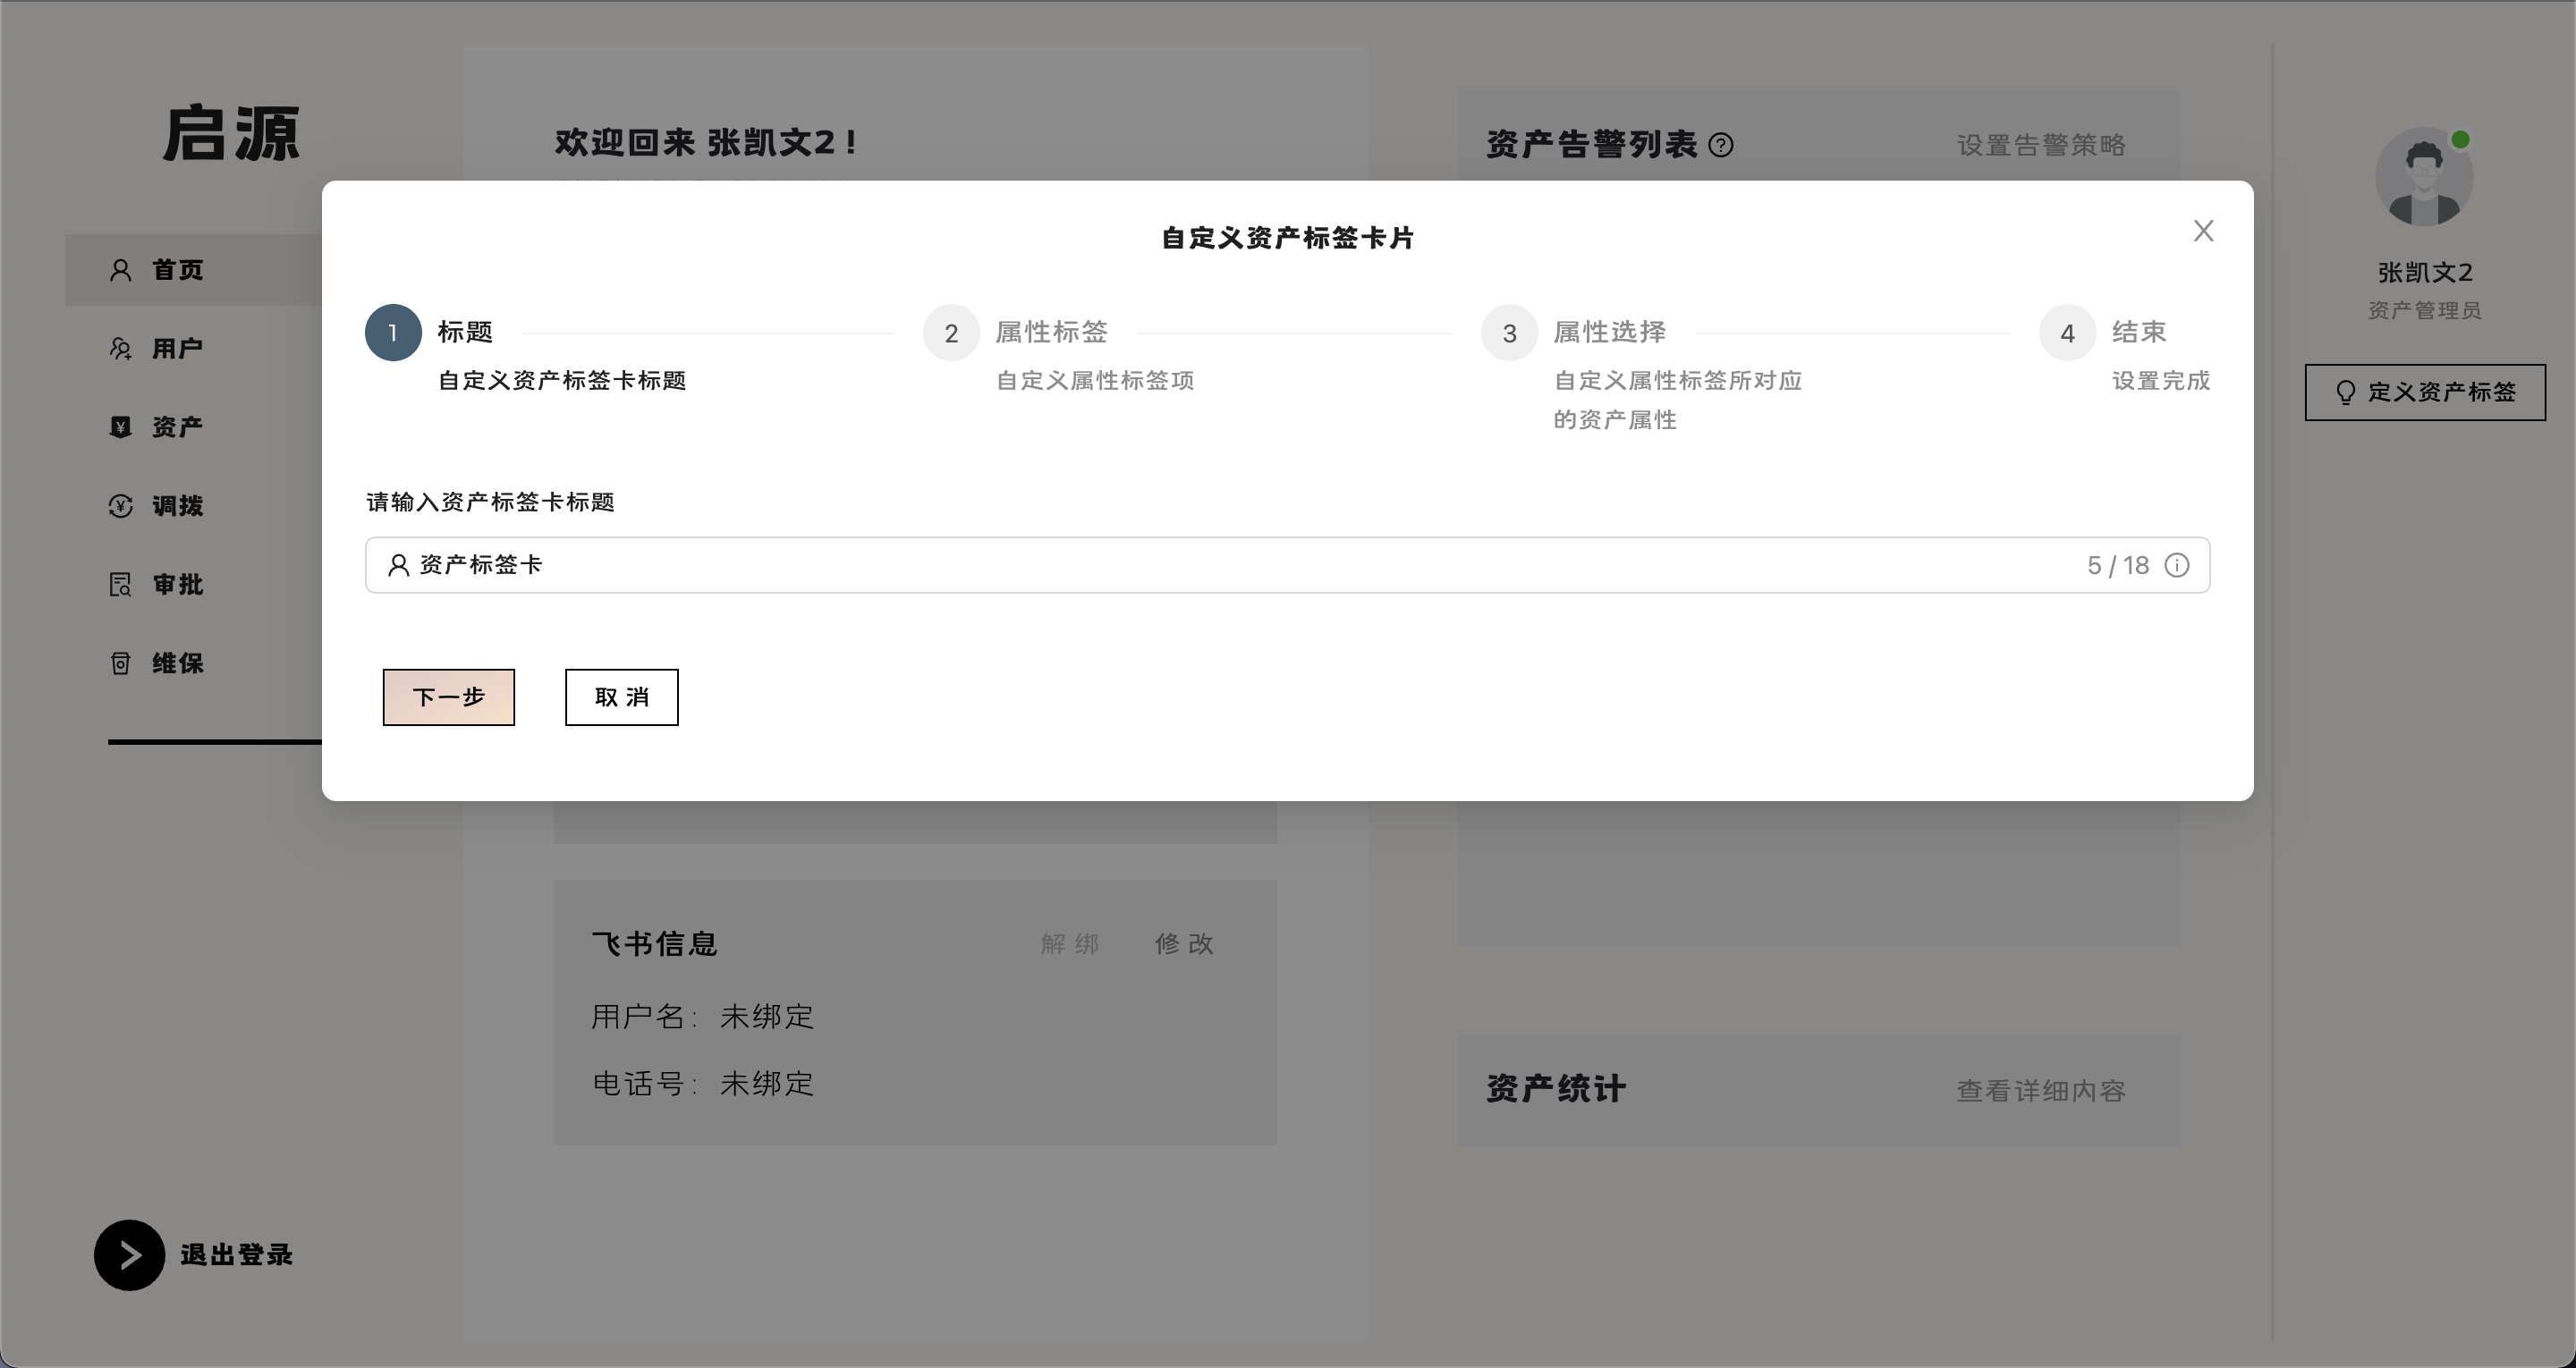 启源
首页
用户
资产
调拨
审批
维保
退出登录
欢迎回来 张凯文2！
资产告警列表
设置告警策略
自定义资产标签卡片
1 标题
自定义资产标签卡标题
2 属性标签
自定义属性标签项
3 属性选择
自定义属性标签所对应
的资产属性
4 结束
设置完成
请输入资产标签卡标题
资产标签卡 5 / 18
下一步 取 消
飞书信息 解 绑 修 改
用户名： 未绑定
电话号： 未绑定
资产统计 查看详细内容
张凯文2
资产管理员
定义资产标签